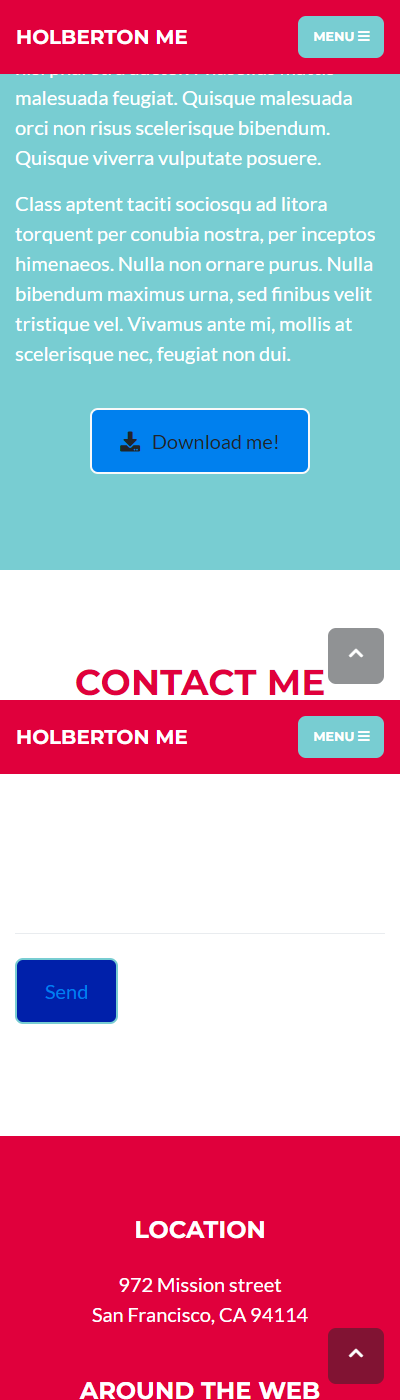 HOLBERTON ME
MENU
malesuada feugiat. Quisque malesuada
orci non risus scelerisque bibendum.
Quisque viverra vulputate posuere.
Class aptent taciti sociosqu ad litora
torquent per conubia nostra, per inceptos
himenaeos. Nulla non ornare purus. Nulla
bibendum maximus urna, sed finibus velit
tristique vel. Vivamus ante mi, mollis at
scelerisque nec, feugiat non dui.
Download me!
CONTACT ME
HOLBERTON ME
MENU
Send
LOCATION
972 Mission street
San Francisco, CA 94114
AROUND THE WEB